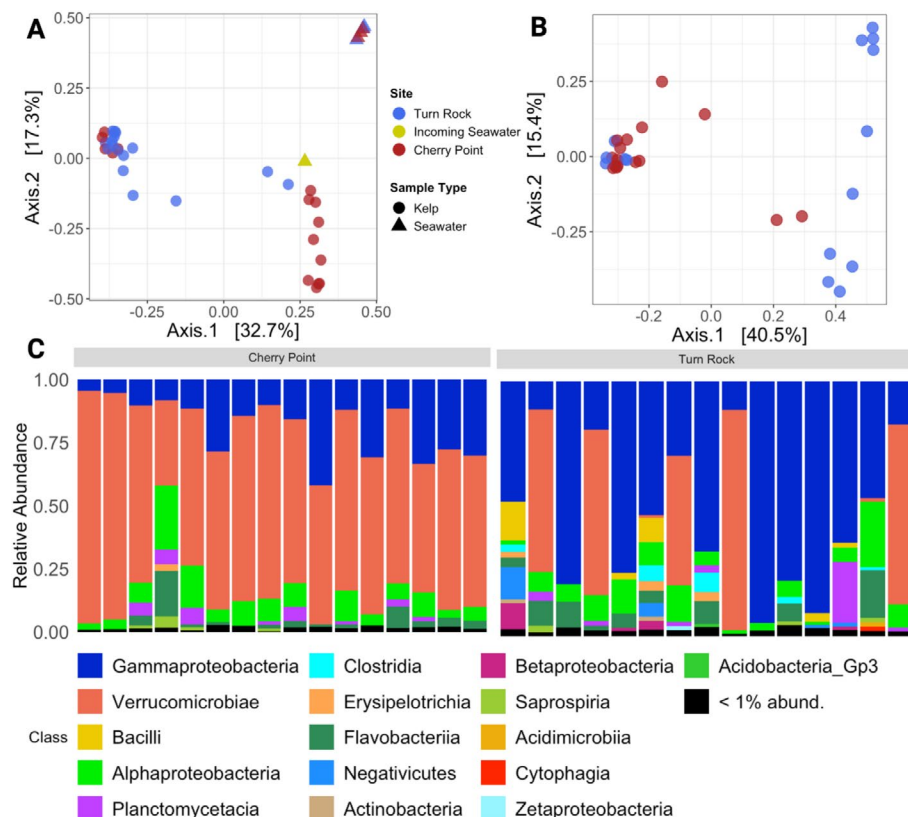 A
0.50
0.25
0.00
-0.25
-0.50
Axis.2 [17.3%]
-0.25
0.00
0.25
0.50
Axis.1 [32.7%]
Site
Turn Rock
Incoming Seawater
Cherry Point
Sample Type
Kelp
Seawater
B
0.25
0.00
-0.25
Axis.2 [15.4%]
0.0
0.2
0.4
Axis.1 [40.5%]
C
Cherry Point
Turn Rock
1.00
0.75
0.50
0.25
0.00
Relative Abundance
Class
Gammaproteobacteria
Verrucomicrobiae
Bacilli
Alphaproteobacteria
Planctomycetacia
Clostridia
Erysipelotrichia
Flavobacteriia
Negativicutes
Actinobacteria
Betaproteobacteria
Saprospiria
Acidimicrobiia
Cytophagia
Zetaproteobacteria
Acidobacteria_Gp3
< 1% abund.